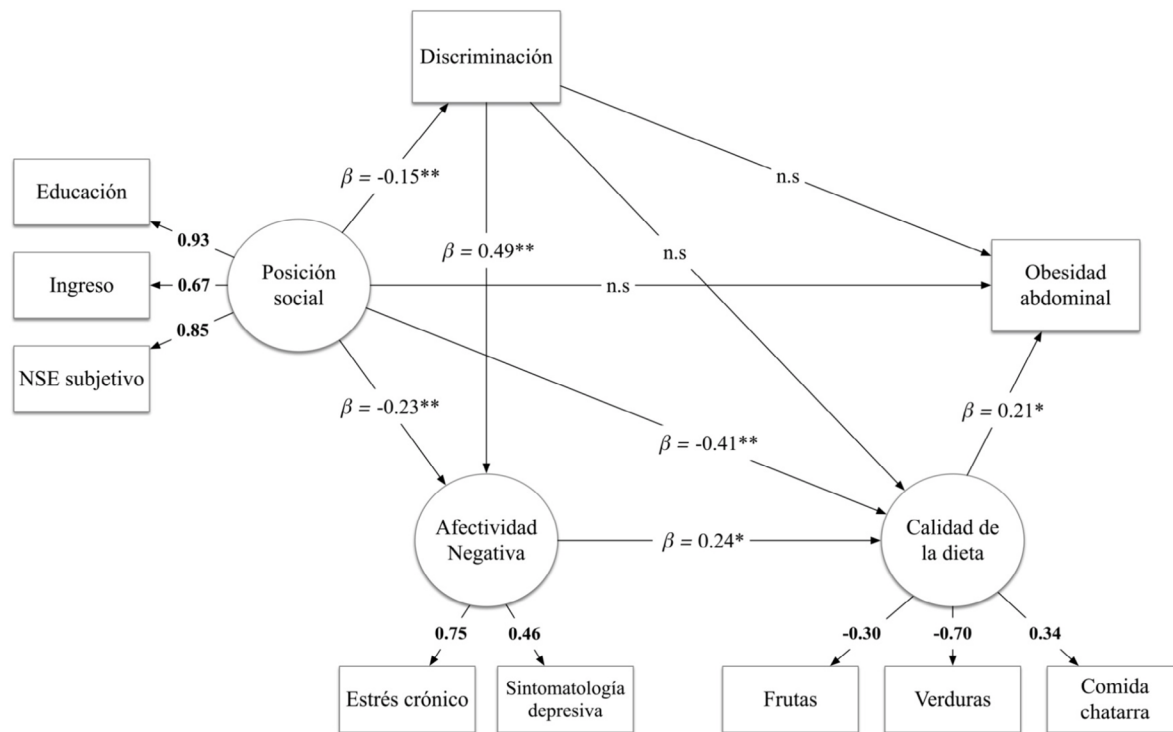 Discriminación
β = -0.15**
n.s
Educación
0.93
β = 0.49**
n.s
Ingreso
0.67
Posición
social
n.s
Obesidad
abdominal
0.85
NSE subjetivo
β = -0.23**
β = -0.41**
β = 0.21*
Afectividad
Negativa
β = 0.24*
Calidad de
la dieta
0.75
0.46
-0.30
-0.70
0.34
Estrés crónico
Sintomatología
depresiva
Frutas
Verduras
Comida
chatarra